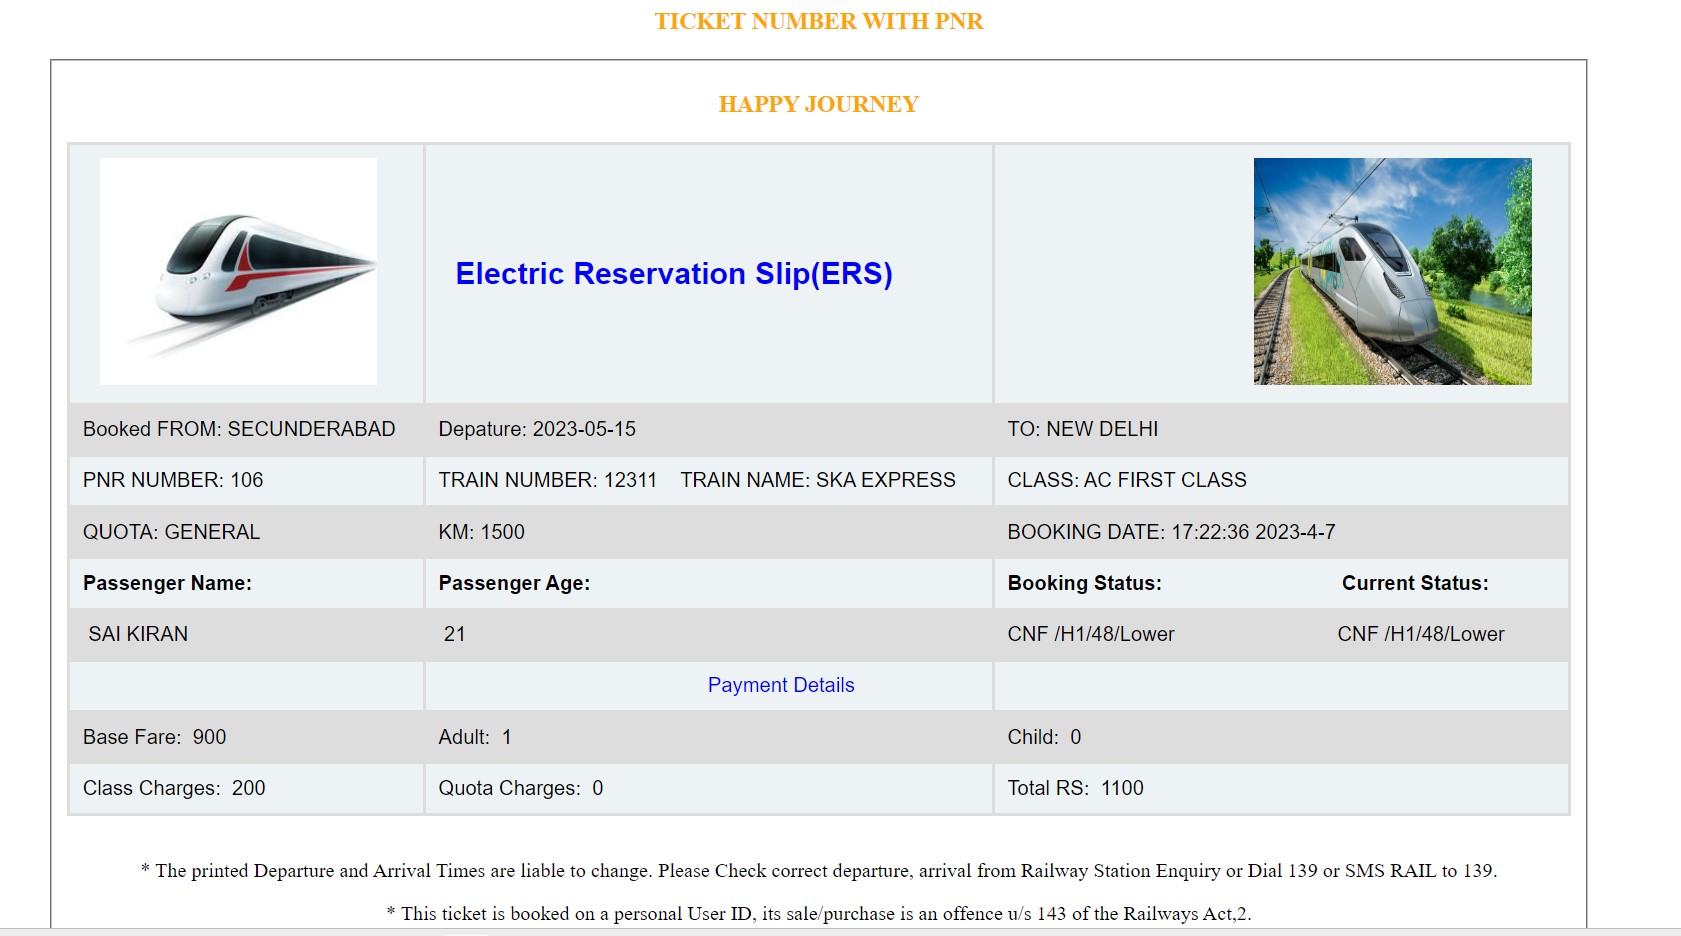 TICKET NUMBER WITH PNR
HAPPY JOURNEY
Electric Reservation Slip(ERS)
Booked FROM: SECUNDERABAD Depature: 2023-05-15 TO: NEW DELHI
PNR NUMBER: 106 TRAIN NUMBER: 12311 TRAIN NAME: SKA EXPRESS CLASS: AC FIRST CLASS
QUOTA: GENERAL KM: 1500 BOOKING DATE: 17:22:36 2023-4-7
Passenger Name: Passenger Age: Booking Status: Current Status:
SAI KIRAN 21 CNF /H1/48/Lower CNF /H1/48/Lower
Payment Details
Base Fare: 900 Adult: 1 Child: 0
Class Charges: 200 Quota Charges: 0 Total RS: 1100
* The printed Departure and Arrival Times are liable to change. Please Check correct departure, arrival from Railway Station Enquiry or Dial 139 or SMS RAIL to 139.
* This ticket is booked on a personal User ID, its sale/purchase is an offence u/s 143 of the Railways Act,2.